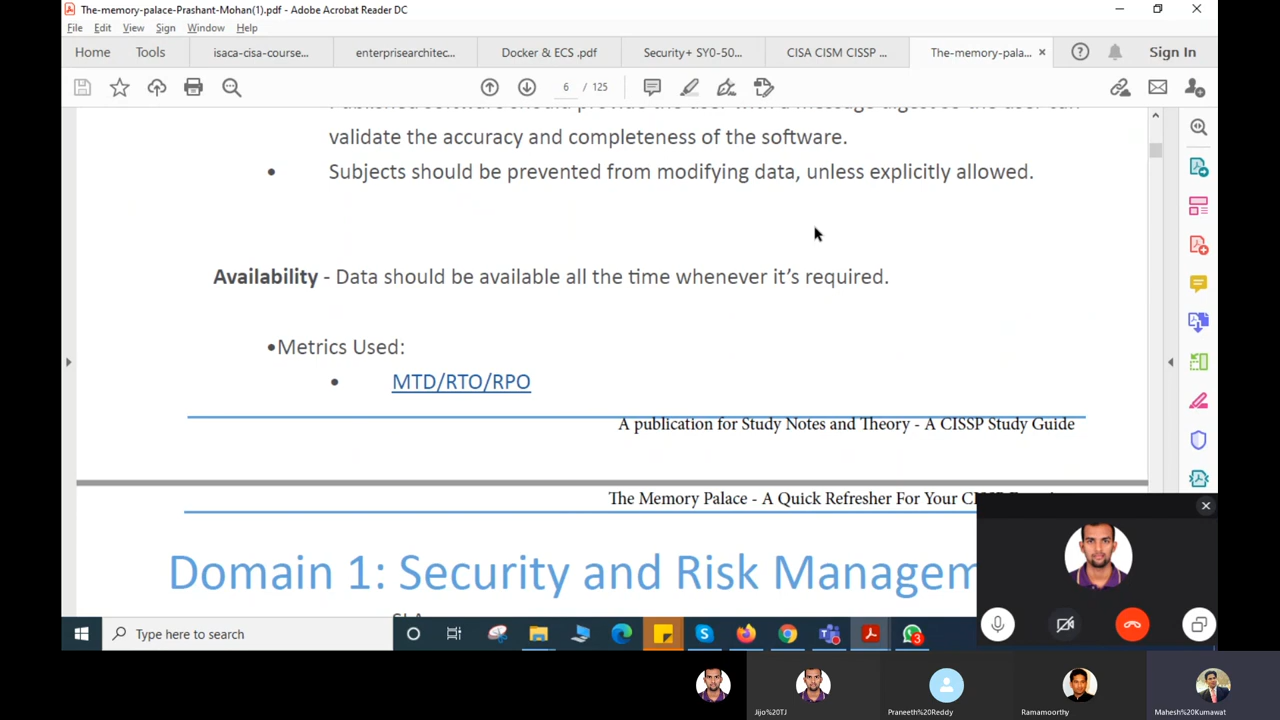 The-memory-palace-Prashant-Mohan(1).pdf - Adobe Acrobat Reader DC
File Edit View Sign Window Help
Home Tools isaca-cisa-course... enterprisearchitec... Docker & ECS .pdf Security+ SY0-50... CISA CISM CISSP ... The-memory-pala... Sign In
6 / 125
validate the accuracy and completeness of the software.
• Subjects should be prevented from modifying data, unless explicitly allowed.
Availability - Data should be available all the time whenever it's required.
•Metrics Used:
• MTD/RTO/RPO
A publication for Study Notes and Theory - A CISSP Study Guide
The Memory Palace - A Quick Refresher For Your
Domain 1: Security and Risk Managem
Type here to search
3
Jijo%20TJ Praneeth%20Reddy Ramamoorthy Mahesh%20Kumawat